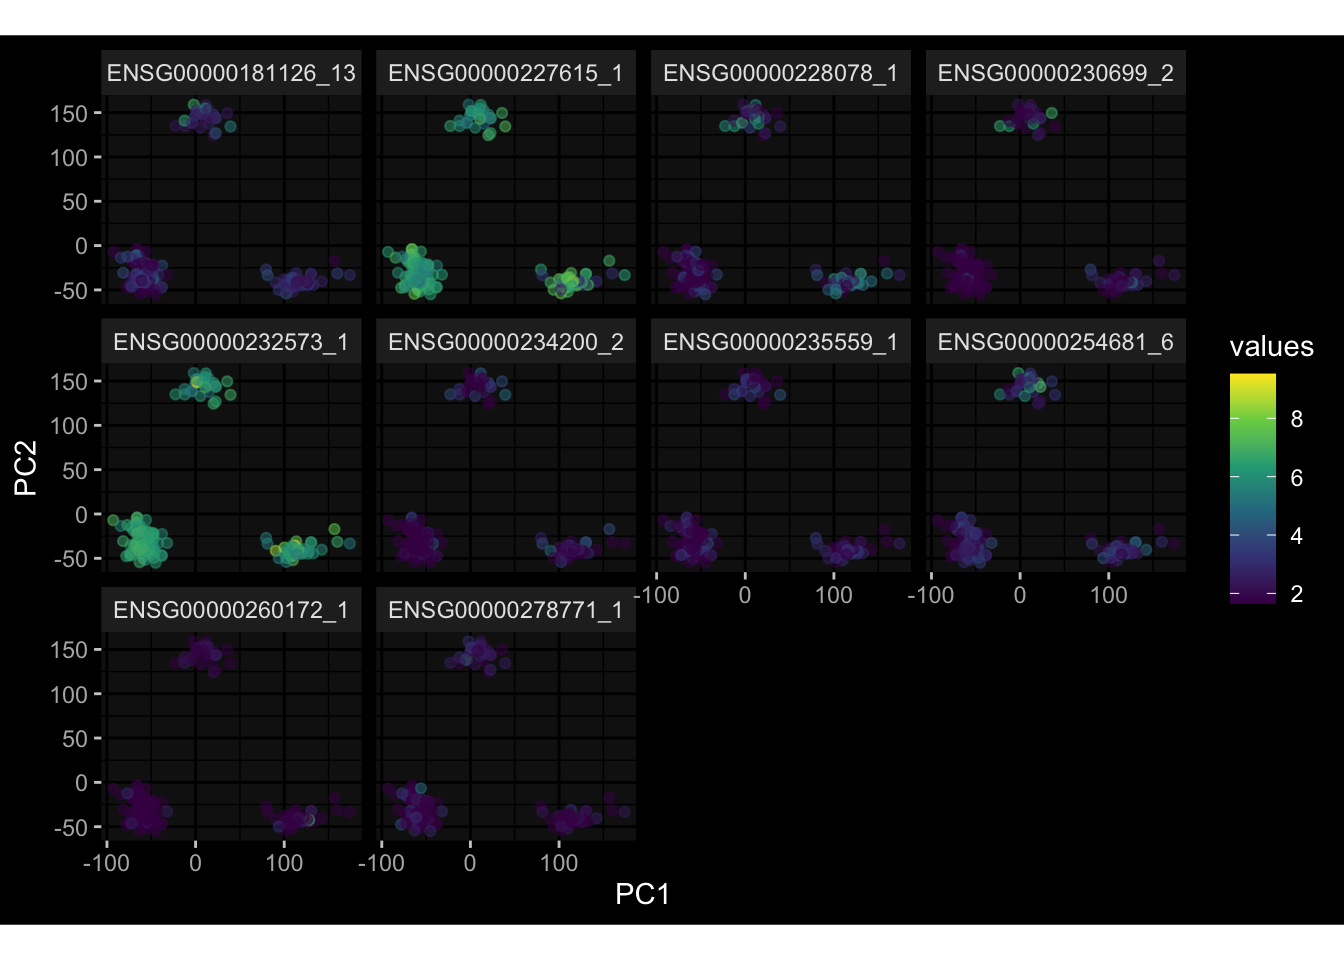 ENSG00000181126_13 ENSG00000227615_1 ENSG00000228078_1 ENSG00000230699_2
150
100
50
0
-50
ENSG00000232573_1 ENSG00000234200_2 ENSG00000235559_1 ENSG00000254681_6
values
150
100
50
0
-50
8
6
4
2
PC2
-100 0 100 -100 0 100
ENSG00000260172_1 ENSG00000278771_1
150
100
50
0
-50
-100 0 100 -100 0 100
PC1